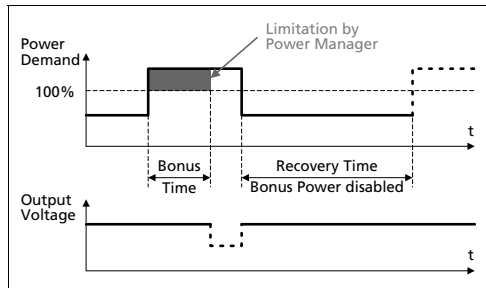 Limitation by
Power Manager
Power
Demand
100%
t
Bonus
Time
Recovery Time
Bonus Power disabled
Output
Voltage
t